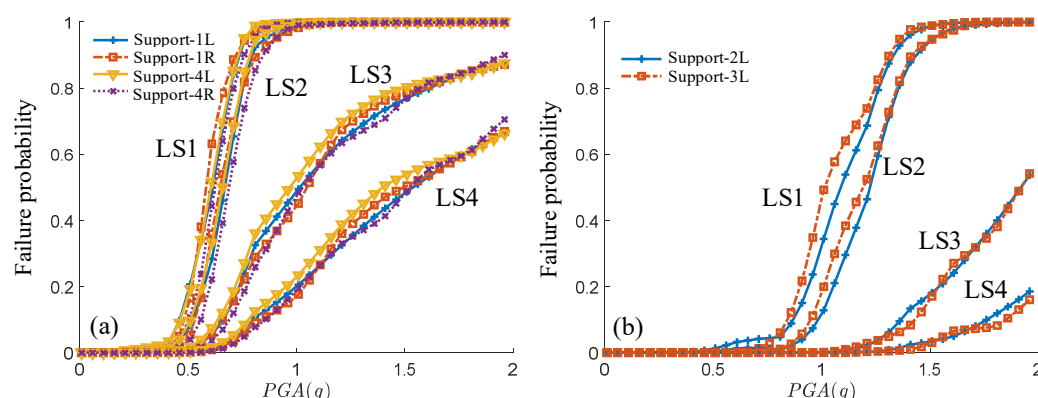 1
0.8
0.6
0.4
0.2
0
Failure probability
Support-1L
Support-1R
Support-4L
Support-4R
LS1
LS2
LS3
LS4
(a)
0
0.5
1
1.5
2
PGA(g)
1
0.8
0.6
0.4
0.2
0
Failure probability
Support-2L
Support-3L
LS1
LS2
LS3
LS4
(b)
0
0.5
1
1.5
2
PGA(g)